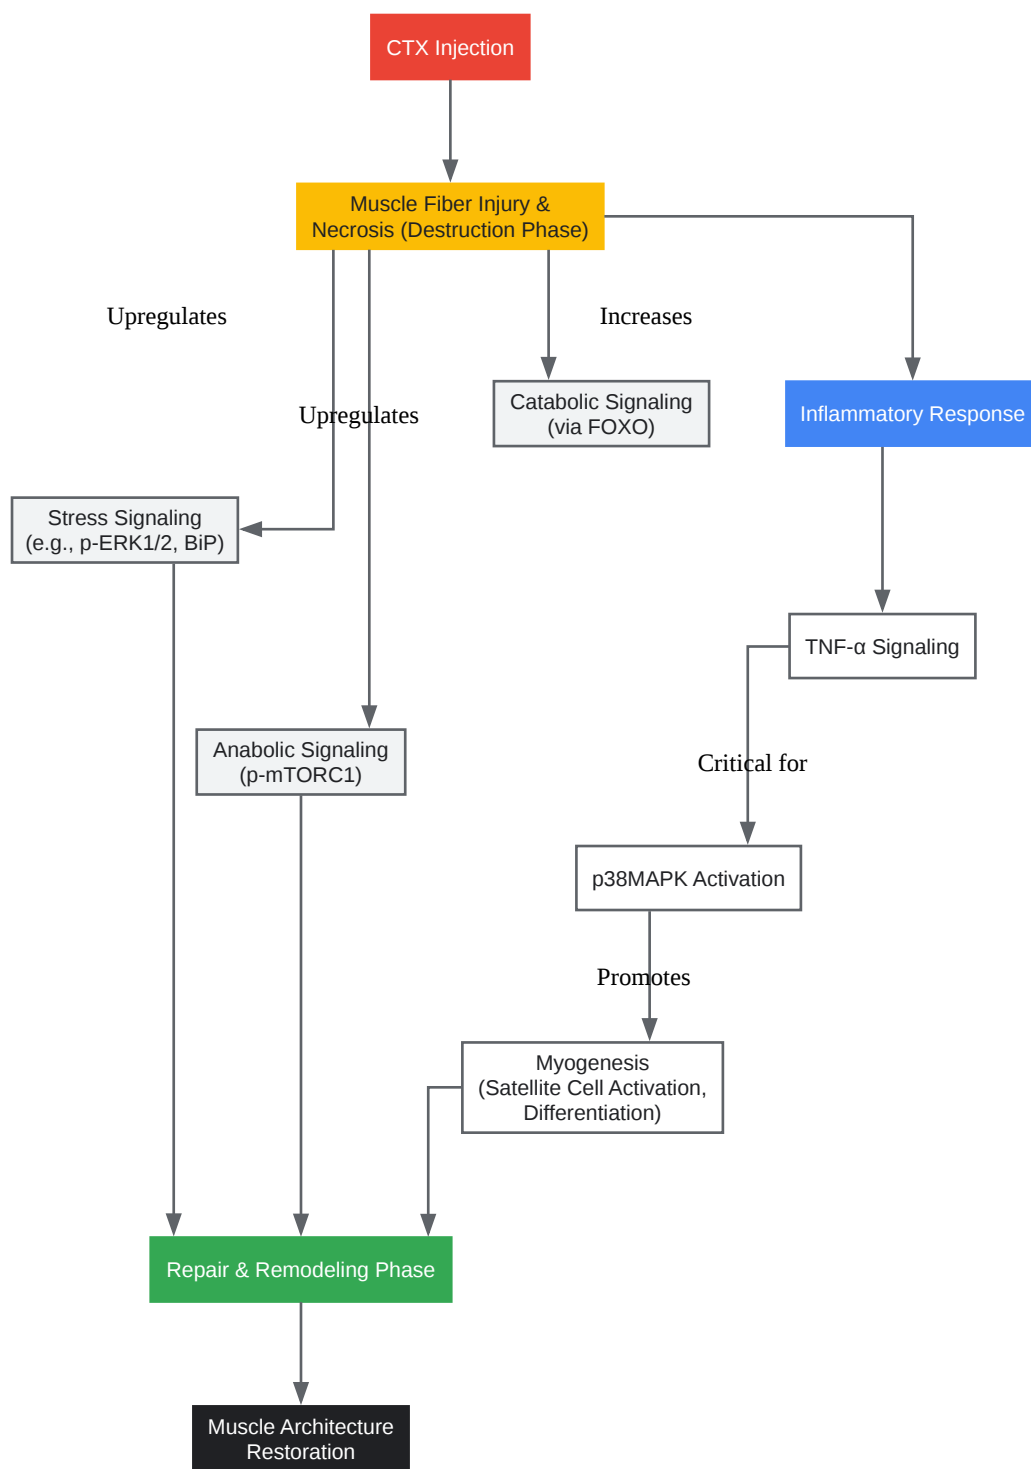 CTX Injection
Muscle Fiber Injury &
Necrosis (Destruction Phase)
Upregulates
Increases
Upregulates
Catabolic Signaling
(via FOXO)
Inflammatory Response
Stress Signaling
(e.g., p-ERK1/2, BiP)
TNF-α Signaling
Anabolic Signaling
(p-mTORC1)
Critical for
p38MAPK Activation
Promotes
Myogenesis
(Satellite Cell Activation,
Differentiation)
Repair & Remodeling Phase
Muscle Architecture
Restoration